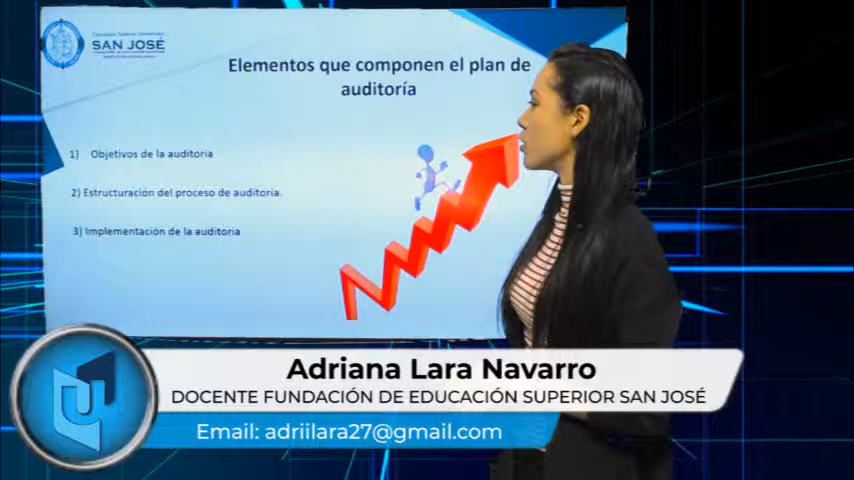 SAN JOSÉ
Elementos que componen el plan de
auditoría
1) Objetivos de la auditoria
2) Estructuración del proceso de auditoria.
3) Implementación de la auditoria
Adriana Lara Navarro
DOCENTE FUNDACIÓN DE EDUCACIÓN SUPERIOR SAN JOSÉ
Email: adriilara27@gmail.com